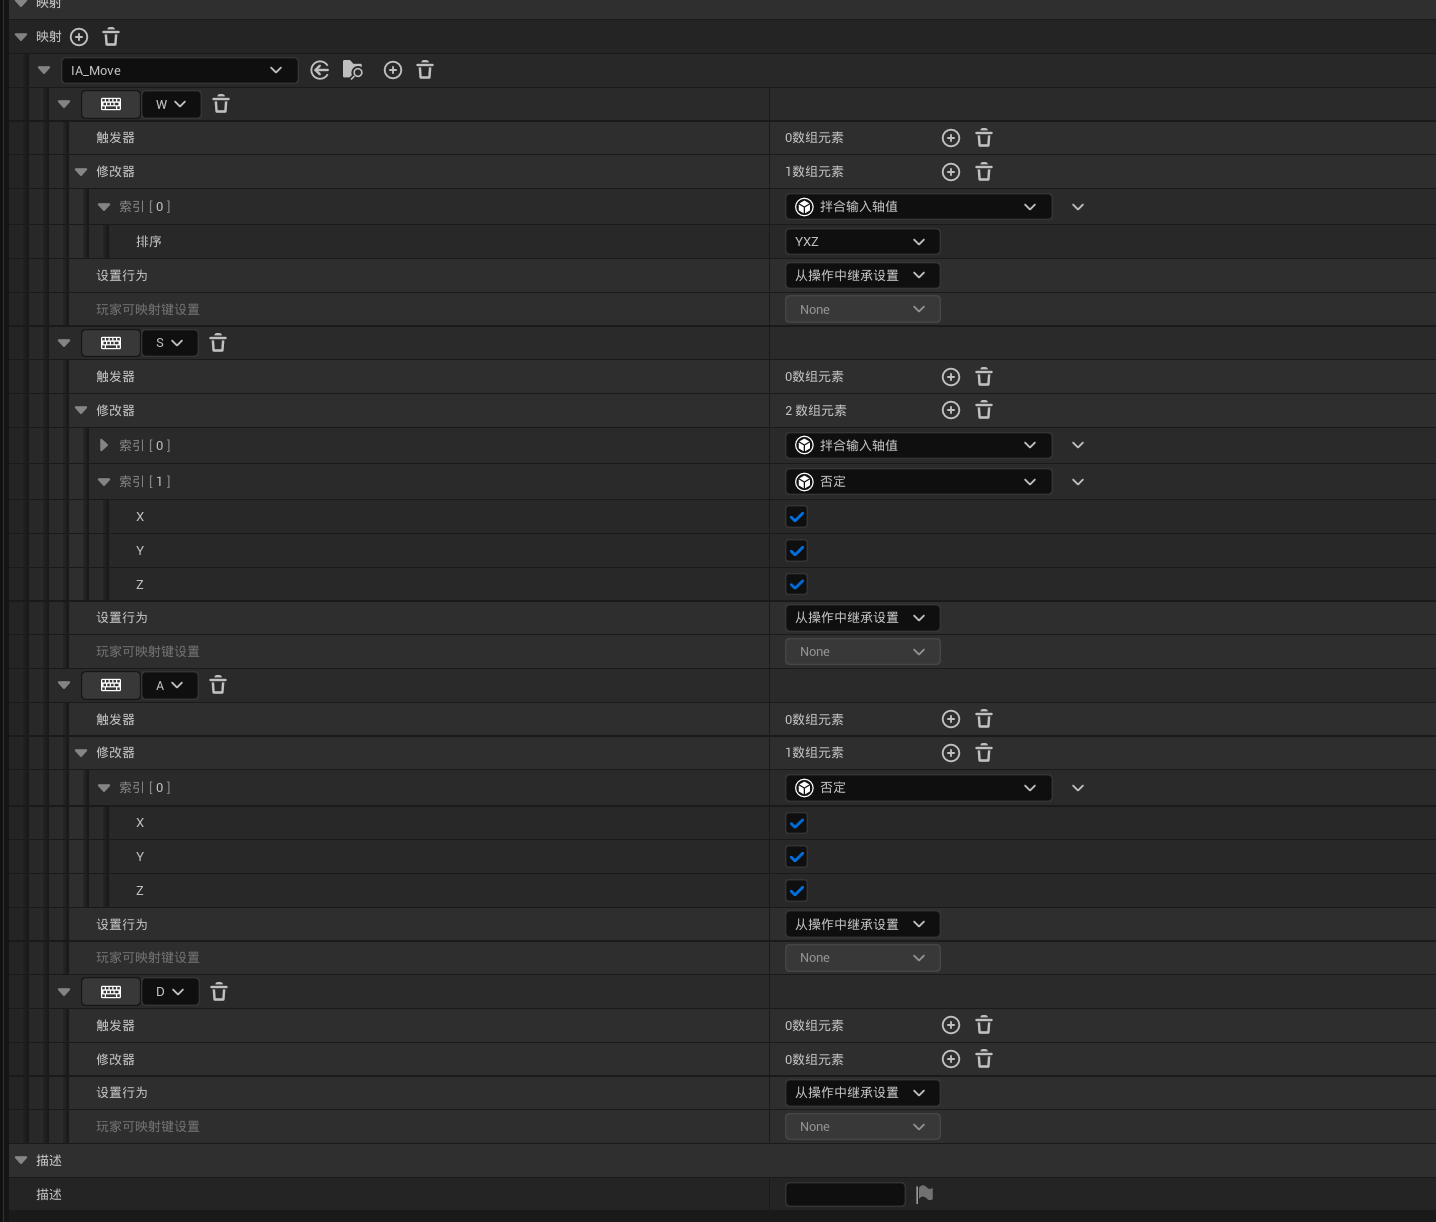 映射
映射
IA_Move
W
触发器 0数组元素
修改器 1数组元素
索引 [ 0 ] 拌合输入轴值
排序 YXZ
设置行为 从操作中继承设置
玩家可映射键设置 None
S
触发器 0数组元素
修改器 2 数组元素
索引 [ 0 ] 拌合输入轴值
索引 [ 1 ] 否定
X
Y
Z
设置行为 从操作中继承设置
玩家可映射键设置 None
A
触发器 0数组元素
修改器 1数组元素
索引 [ 0 ] 否定
X
Y
Z
设置行为 从操作中继承设置
玩家可映射键设置 None
D
触发器 0数组元素
修改器 0数组元素
设置行为 从操作中继承设置
玩家可映射键设置 None
描述
描述